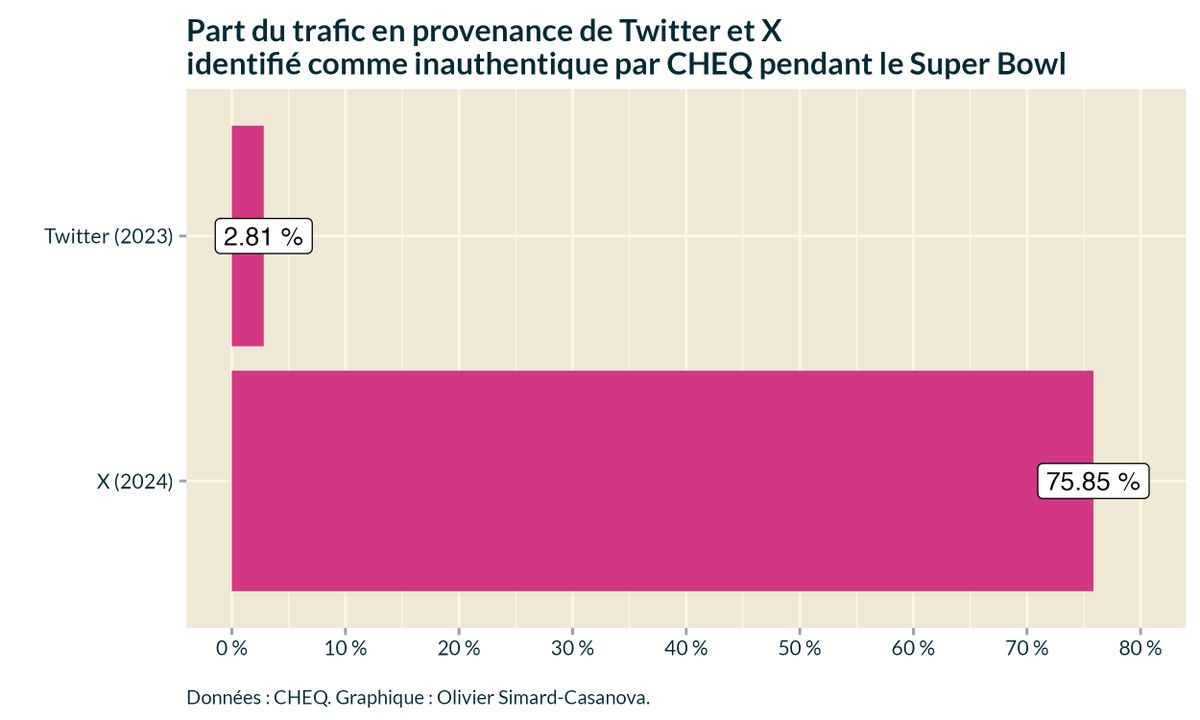 Part du trafic en provenance de Twitter et X
identifié comme inauthentique par CHEQ pendant le Super Bowl
Twitter (2023)
2.81 %
X (2024)
75.85 %
0 % 10 % 20 % 30 % 40 % 50 % 60 % 70 % 80 %
Données : CHEQ. Graphique : Olivier Simard-Casanova.